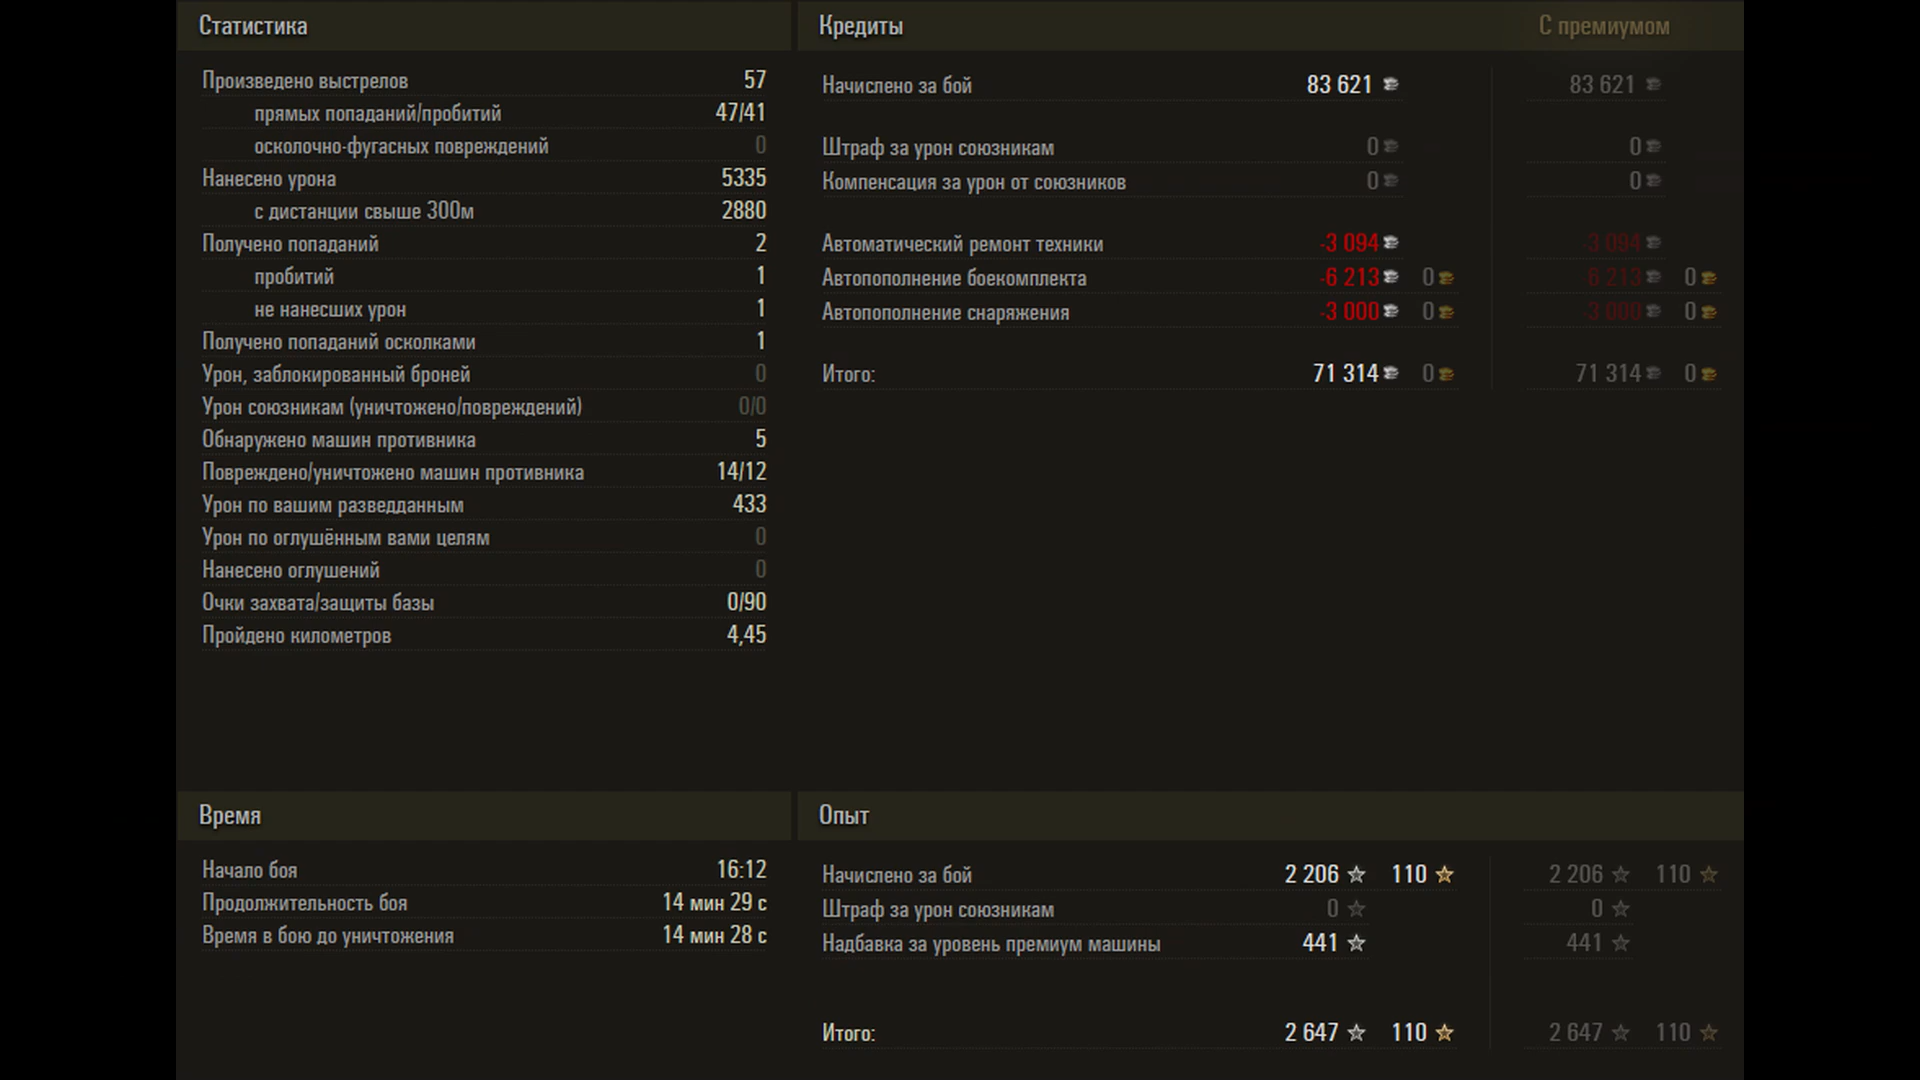 Статистика
Произведено выстрелов 57
прямых попаданий/пробитий 47/41
осколочно-фугасных повреждений 0
Нанесено урона 5335
с дистанции свыше 300м 2880
Получено попаданий 2
пробитий 1
не нанесших урон 1
Получено попаданий осколками 1
Урон, заблокированный броней 0
Урон союзникам (уничтожено/повреждений) 0/0
Обнаружено машин противника 5
Повреждено/уничтожено машин противника 14/12
Урон по вашим разведданным 433
Урон по оглушённым вами целям 0
Нанесено оглушений 0
Очки захвата/защиты базы 0/90
Пройдено километров 4,45
Кредиты С премиумом
Начислено за бой 83 621 83 621
Штраф за урон союзникам 0 0
Компенсация за урон от союзников 0 0
Автоматический ремонт техники -3 094 -3 094
Автопополнение боекомплекта -6 213 0 -6 213 0
Автопополнение снаряжения -3 000 0 -3 000 0
Итого: 71 314 0 71 314 0
Время
Начало боя 16:12
Продолжительность боя 14 мин 29 с
Время в бою до уничтожения 14 мин 28 с
Опыт
Начислено за бой 2 206 110 2 206 110
Штраф за урон союзникам 0 0
Надбавка за уровень премиум машины 441 441
Итого: 2 647 110 2 647 110